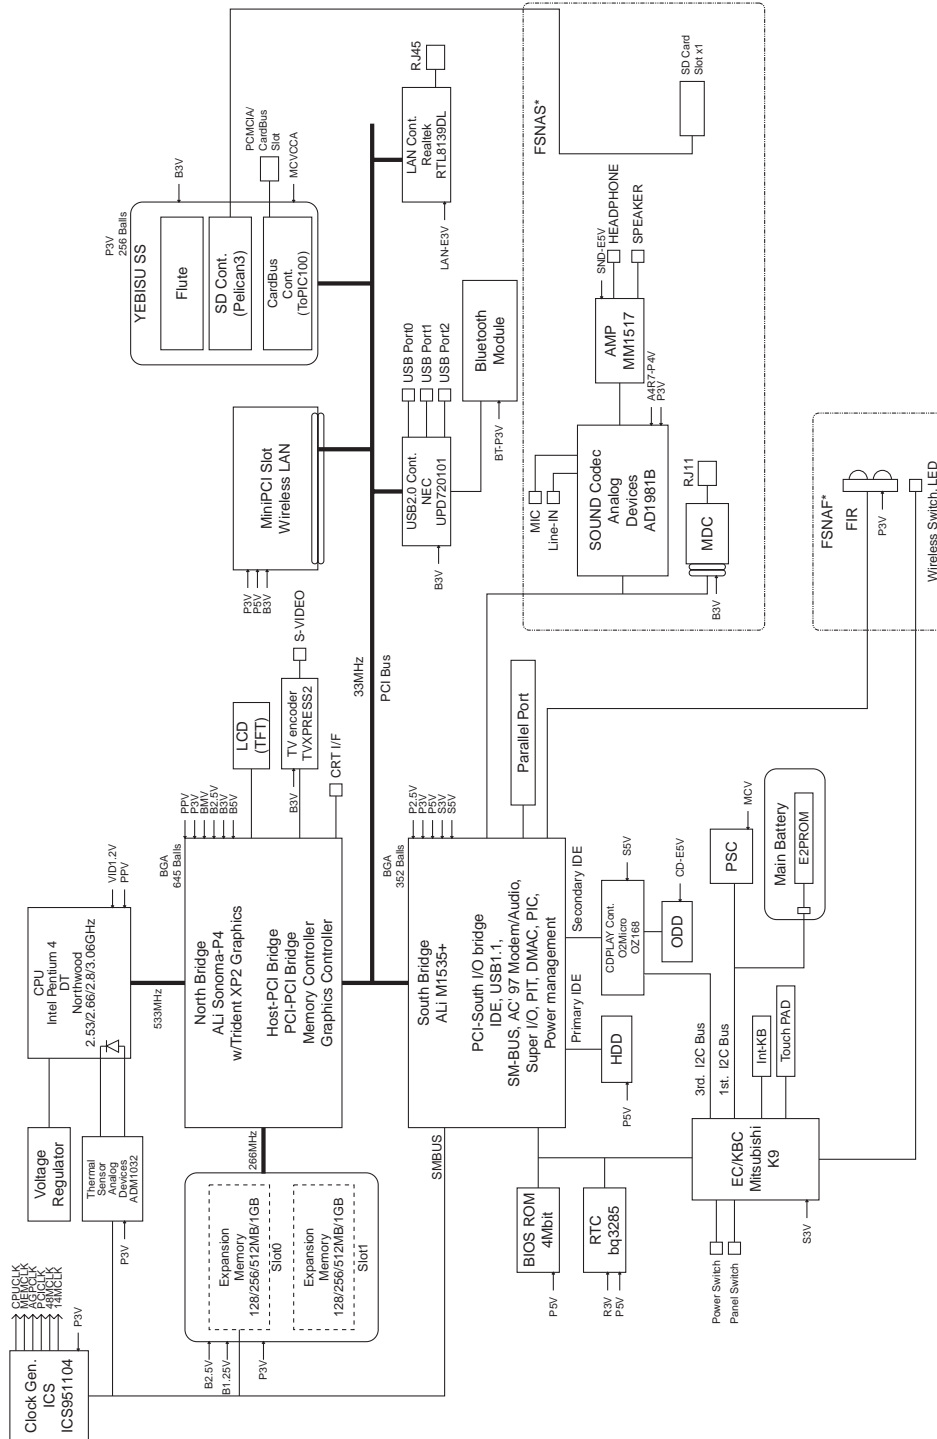 Clock Gen.
ICS
ICS951104
CPUCLK
MEMCLK
AGPCLK
PCICLK
48MCLK
14MCLK
P3V
Voltage
Regulator
Thermal
Sensor
Analog
Devices
ADM1032
P3V
CPU
Intel Pentium 4
DT
Northwood
2.53/2.66/2.8/3.06GHz
VID1.2V
PPV
533MHz
BGA
645 Balls
PPV
P3V
BMV
B2.5V
B3V
B5V
North Bridge
ALi Sonoma-P4
w/Trident XP2 Graphics
Host-PCI Bridge
PCI-PCI Bridge
Memory Controller
Graphics Controller
266MHz
Expansion
Memory
128/256/512MB/1GB
Slot0
Expansion
Memory
128/256/512MB/1GB
Slot1
B2.5V
B1.25V
P3V
LCD
(TFT)
TV encoder
TVXPRESS2
B3V
S-VIDEO
CRT I/F
MiniPCI Slot
Wireless LAN
P3V
P5V
B3V
P3V
256 Balls
YEBISU SS
Flute
SD Cont.
(Pelican3)
CardBus
Cont.
(ToPIC100)
B3V
PCMCIA/
CardBus
Slot
MCVCCA
33MHz
PCI Bus
LAN Cont.
Realtek
RTL8139DL
LAN-E3V
RJ45
USB2.0 Cont.
NEC
UPD720101
B3V
USB Port0
USB Port1
USB Port2
Bluetooth
Module
BT-P3V
SMBUS
BGA
352 Balls
P2.5V
P3V
P5V
S3V
S5V
South Bridge
ALi M1535+
PCI-South I/O bridge
IDE, USB1.1,
SM-BUS, AC' 97 Modem/Audio,
Super I/O, PIT, DMAC, PIC,
Power management
Parallel Port
FSNAS*
SD Card
Slot x1
SND-E5V
HEADPHONE
SPEAKER
AMP
MM1517
A4R7-P4V
P3V
MIC
Line-IN
SOUND Codec
Analog
Devices
AD1981B
RJ11
MDC
B3V
FSNAF*
FIR
P3V
Wireless Switch, LED
Primary IDE
Secondary IDE
HDD
P5V
CDPLAY Cont.
O2Micro
OZ168
S5V
ODD
CD-E5V
PSC
MCV
Main Battery
E2PROM
3rd. I2C Bus
1st. I2C Bus
Int-KB
Touch PAD
EC/KBC
Mitsubishi
K9
S3V
Power Switch
Panel Switch
BIOS ROM
4Mbit
P5V
RTC
bq3285
R3V
P5V